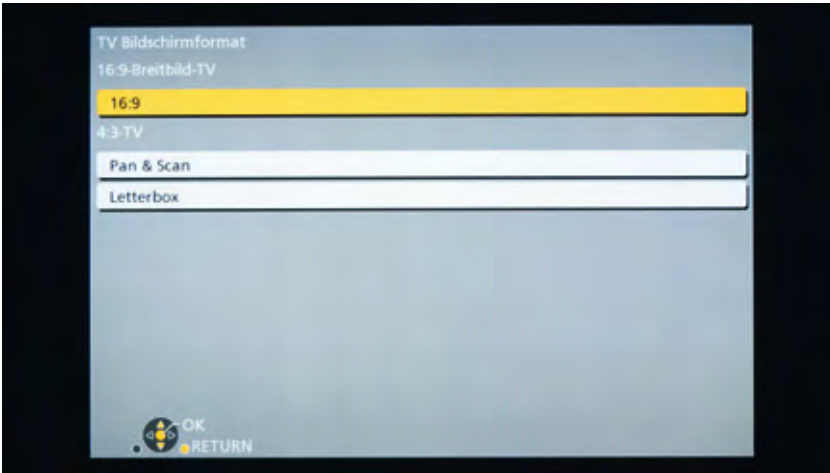 TV Bildschirmformat
16:9-Breitbild-TV
16:9
4:3-TV
Pan & Scan
Letterbox
OK
RETURN